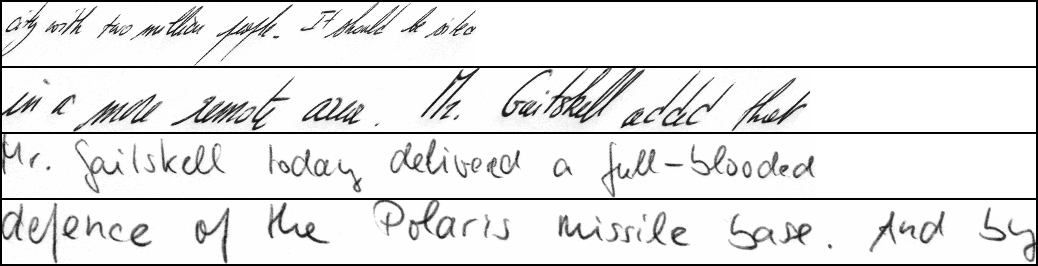 city with two million people. It should be sited
in a more remote area. Mr. Gaitskell added that
Mr. Gaitskell today delivered a full-blooded
defence of the Polaris missile base. And by